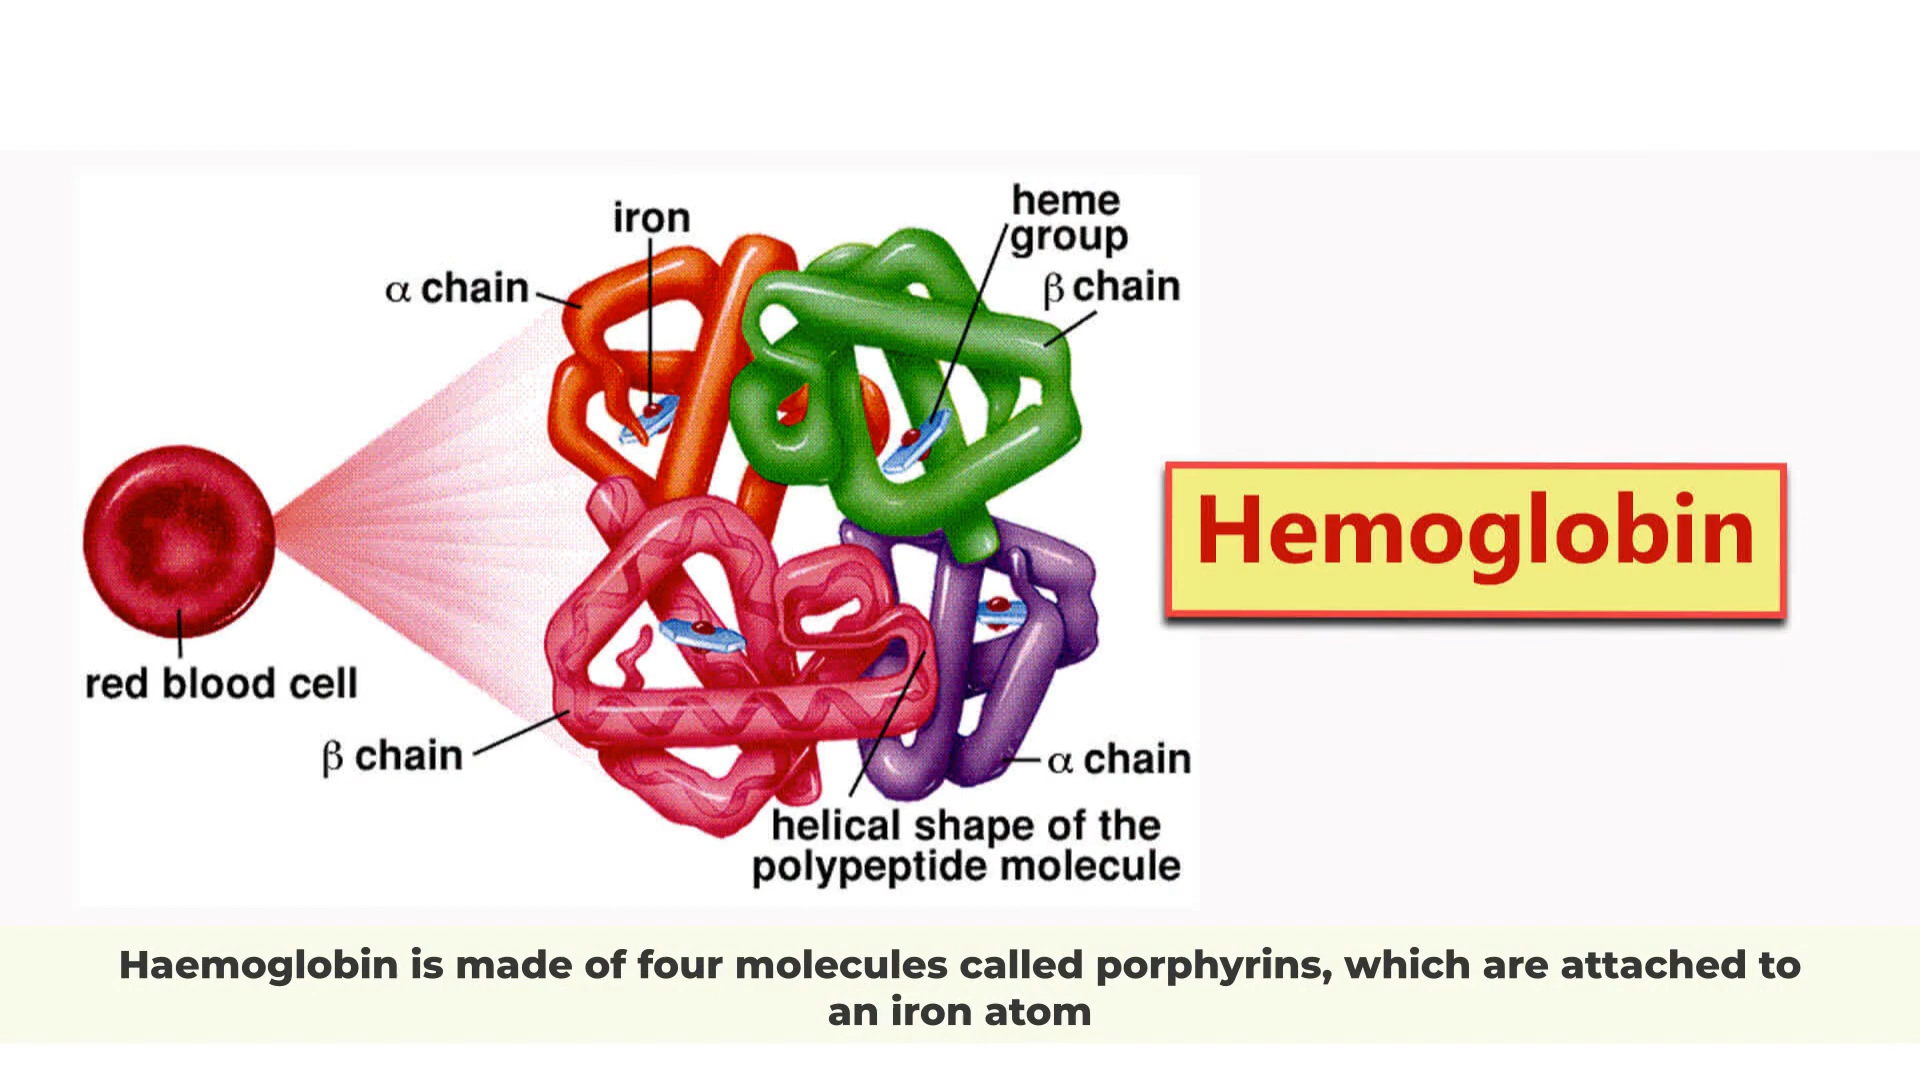 iron
heme
group
α chain
β chain
Hemoglobin
red blood cell
β chain
α chain
helical shape of the
polypeptide molecule
Haemoglobin is made of four molecules called porphyrins, which are attached to
an iron atom